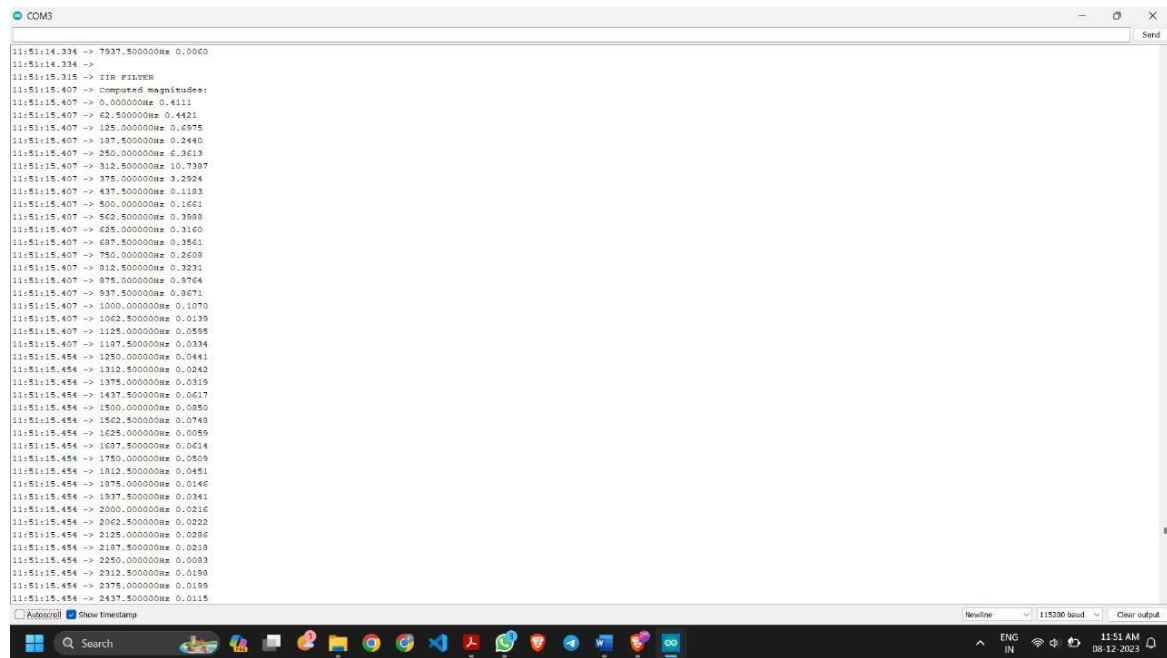 COM3
Send
11:51:14.334 -> 7937.500000Hz 0.0060
11:51:14.334 ->
11:51:15.315 -> IIR FILTER
11:51:15.407 -> Computed magnitudes:
11:51:15.407 -> 0.000000Hz 0.4111
11:51:15.407 -> 62.500000Hz 0.4421
11:51:15.407 -> 125.000000Hz 0.6975
11:51:15.407 -> 187.500000Hz 0.2440
11:51:15.407 -> 250.000000Hz 6.3613
11:51:15.407 -> 312.500000Hz 10.7387
11:51:15.407 -> 375.000000Hz 3.2924
11:51:15.407 -> 437.500000Hz 0.1183
11:51:15.407 -> 500.000000Hz 0.1661
11:51:15.407 -> 562.500000Hz 0.3988
11:51:15.407 -> 625.000000Hz 0.3160
11:51:15.407 -> 687.500000Hz 0.3561
11:51:15.407 -> 750.000000Hz 0.2608
11:51:15.407 -> 812.500000Hz 0.3231
11:51:15.407 -> 875.000000Hz 0.9764
11:51:15.407 -> 937.500000Hz 0.8671
11:51:15.407 -> 1000.000000Hz 0.1070
11:51:15.407 -> 1062.500000Hz 0.0139
11:51:15.407 -> 1125.000000Hz 0.0595
11:51:15.407 -> 1187.500000Hz 0.0334
11:51:15.454 -> 1250.000000Hz 0.0441
11:51:15.454 -> 1312.500000Hz 0.0242
11:51:15.454 -> 1375.000000Hz 0.0319
11:51:15.454 -> 1437.500000Hz 0.0617
11:51:15.454 -> 1500.000000Hz 0.0850
11:51:15.454 -> 1562.500000Hz 0.0748
11:51:15.454 -> 1625.000000Hz 0.0059
11:51:15.454 -> 1687.500000Hz 0.0614
11:51:15.454 -> 1750.000000Hz 0.0509
11:51:15.454 -> 1812.500000Hz 0.0451
11:51:15.454 -> 1875.000000Hz 0.0146
11:51:15.454 -> 1937.500000Hz 0.0341
11:51:15.454 -> 2000.000000Hz 0.0216
11:51:15.454 -> 2062.500000Hz 0.0222
11:51:15.454 -> 2125.000000Hz 0.0286
11:51:15.454 -> 2187.500000Hz 0.0218
11:51:15.454 -> 2250.000000Hz 0.0083
11:51:15.454 -> 2312.500000Hz 0.0198
11:51:15.454 -> 2375.000000Hz 0.0199
11:51:15.454 -> 2437.500000Hz 0.0115
Autoscroll Show timestamp Newline 115200 baud Clear output
Search ENG IN 11:51 AM 08-12-2023